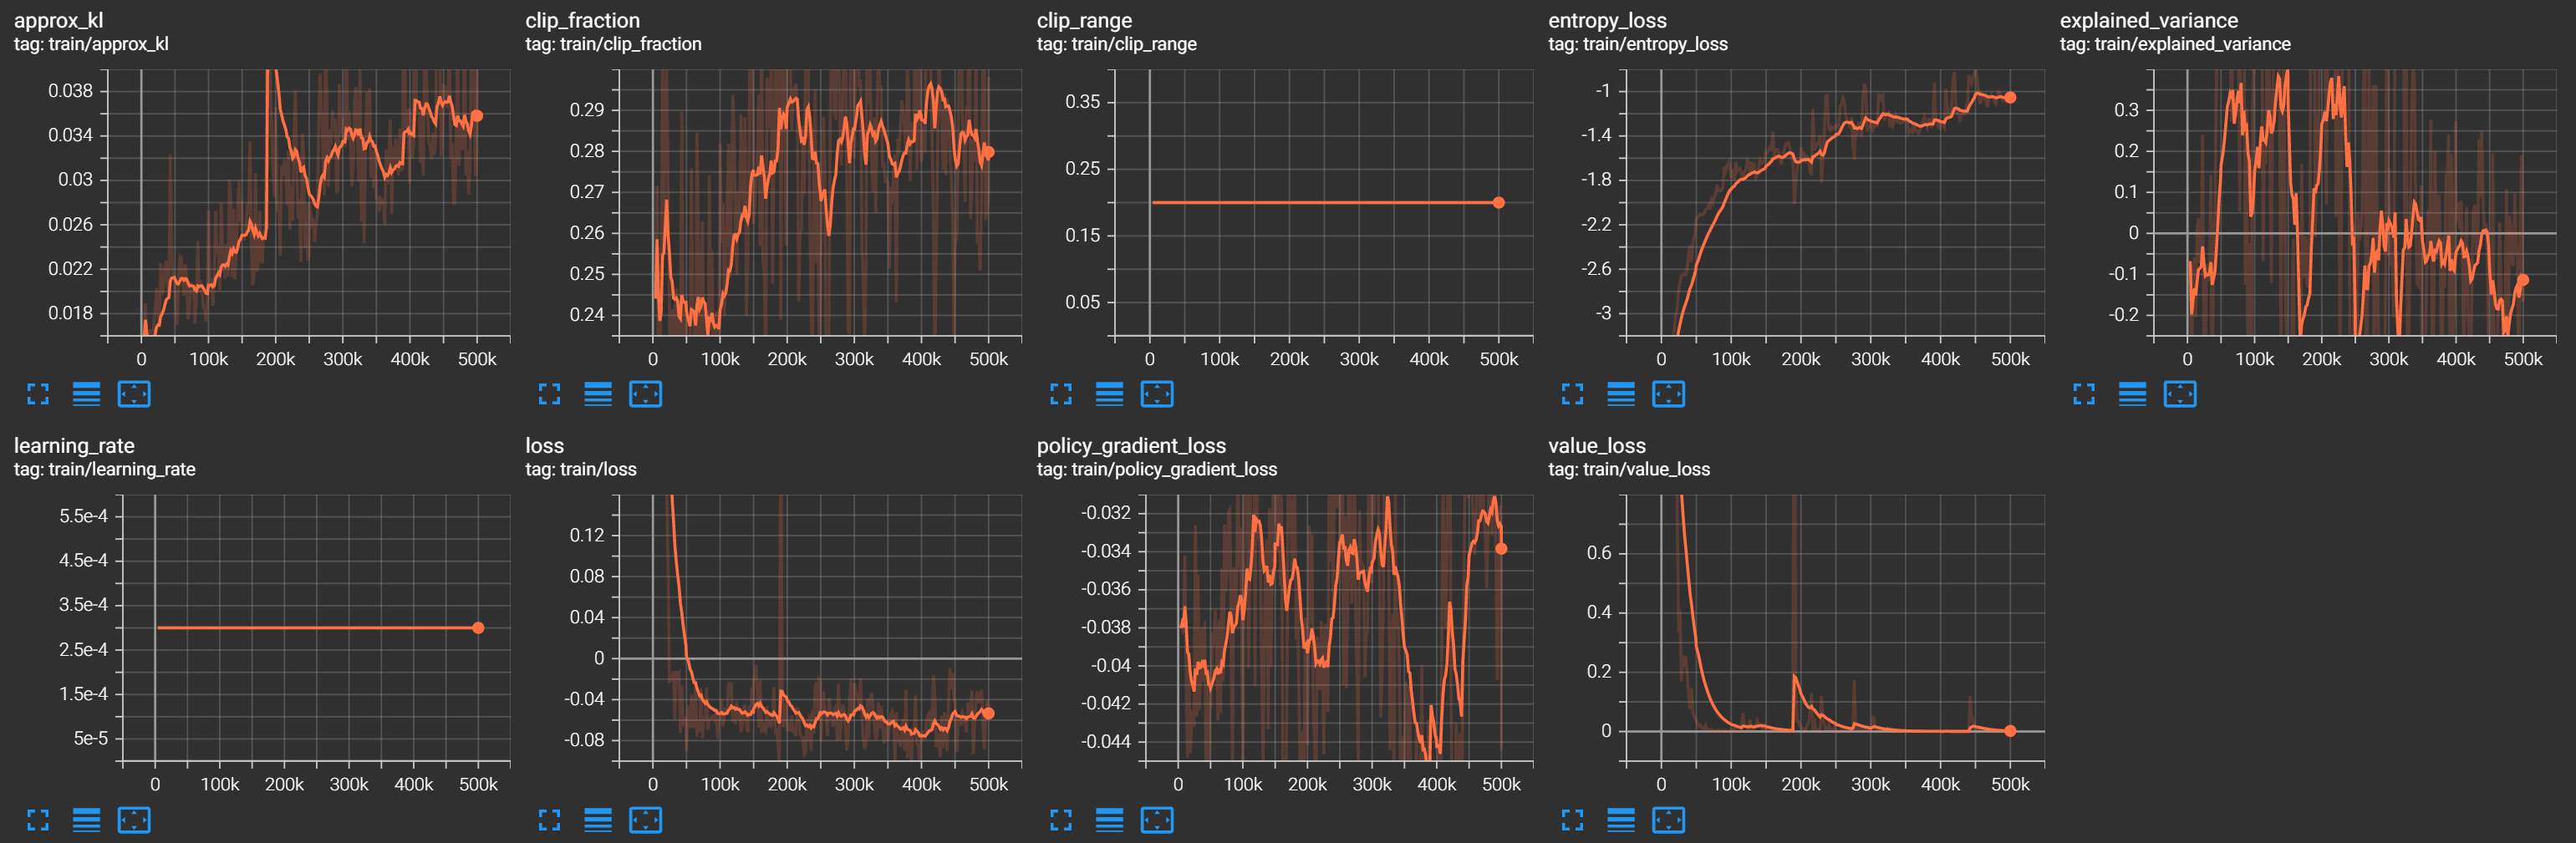 approx_kl
tag: train/approx_kl
0.038
0.034
0.03
0.026
0.022
0.018
0 100k 200k 300k 400k 500k
clip_fraction
tag: train/clip_fraction
0.29
0.28
0.27
0.26
0.25
0.24
0 100k 200k 300k 400k 500k
clip_range
tag: train/clip_range
0.35
0.25
0.15
0.05
0 100k 200k 300k 400k 500k
entropy_loss
tag: train/entropy_loss
-1
-1.4
-1.8
-2.2
-2.6
-3
0 100k 200k 300k 400k 500k
explained_variance
tag: train/explained_variance
0.3
0.2
0.1
0
-0.1
-0.2
0 100k 200k 300k 400k 500k
learning_rate
tag: train/learning_rate
5.5e-4
4.5e-4
3.5e-4
2.5e-4
1.5e-4
5e-5
0 100k 200k 300k 400k 500k
loss
tag: train/loss
0.12
0.08
0.04
0
-0.04
-0.08
0 100k 200k 300k 400k 500k
policy_gradient_loss
tag: train/policy_gradient_loss
-0.032
-0.034
-0.036
-0.038
-0.04
-0.042
-0.044
0 100k 200k 300k 400k 500k
value_loss
tag: train/value_loss
0.6
0.4
0.2
0
0 100k 200k 300k 400k 500k